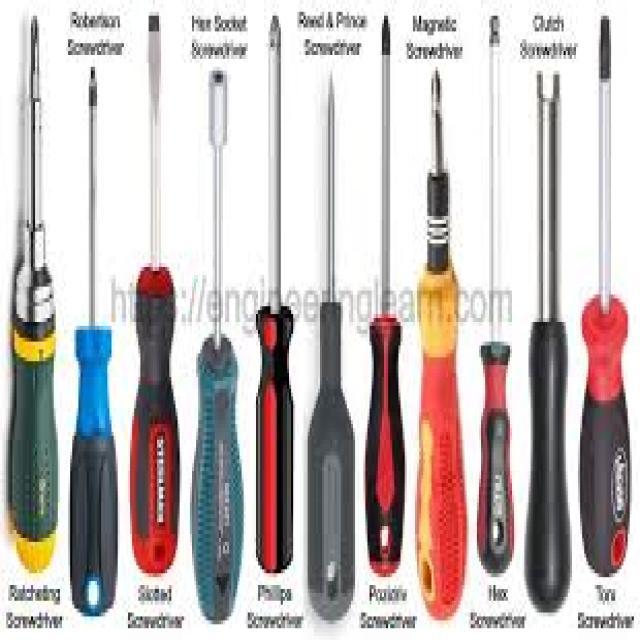 Robertson
Screwdriver
Hex Socket
Screwdriver
Reed & Prince
Screwdriver
Magnetic
Screwdriver
Clutch
Screwdriver
https://engineeringlearn.com
Ratcheting
Screwdriver
Slotted
Screwdriver
Philips
Screwdriver
Pozidriv
Screwdriver
Hex
Screwdriver
Torx
Screwdriver